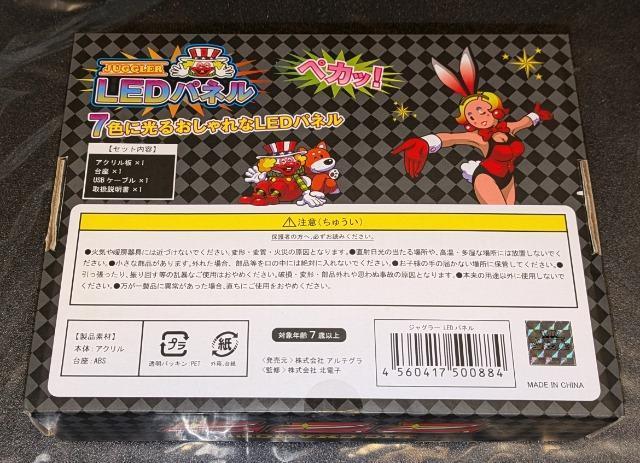 JUGGLER
LEDパネル
ペカッ!
7色に光るおしゃれなLEDパネル
【セット内容】
アクリル板×1
台座×1
USBケーブル×1
取扱説明書×1
⚠注意(ちゅうい)
保護者の方へ、必ずお読みください。
●火気や暖房器具には近づけないでください。変形・変質・火災の原因となります。●直射日光の当たる場所や、高温・多湿な場所には放置しないでく
ださい。●小さな部品があります。外れた場合、部品等を口の中には絶対に入れないでください。●お子様の手の届かない場所に保管してください。●
引っ張ったり、振り回す等の乱暴なご使用はおやめください。破損・変形・部品外れや思わぬ事故の原因となります。●本来の用途以外に使用しないで
ください。●万が一製品に異常があった場合、直ちにご使用をおやめください。
【製品素材】
本体:アクリル
台座:ABS
プラ
透明パッキン:PET
紙
外箱、台紙
対象年齢7歳以上
〈発売元〉株式会社 アルテグラ
〈監修〉株式会社 北電子
ジャグラー LEDパネル
4 560417 500884
MADE IN CHINA